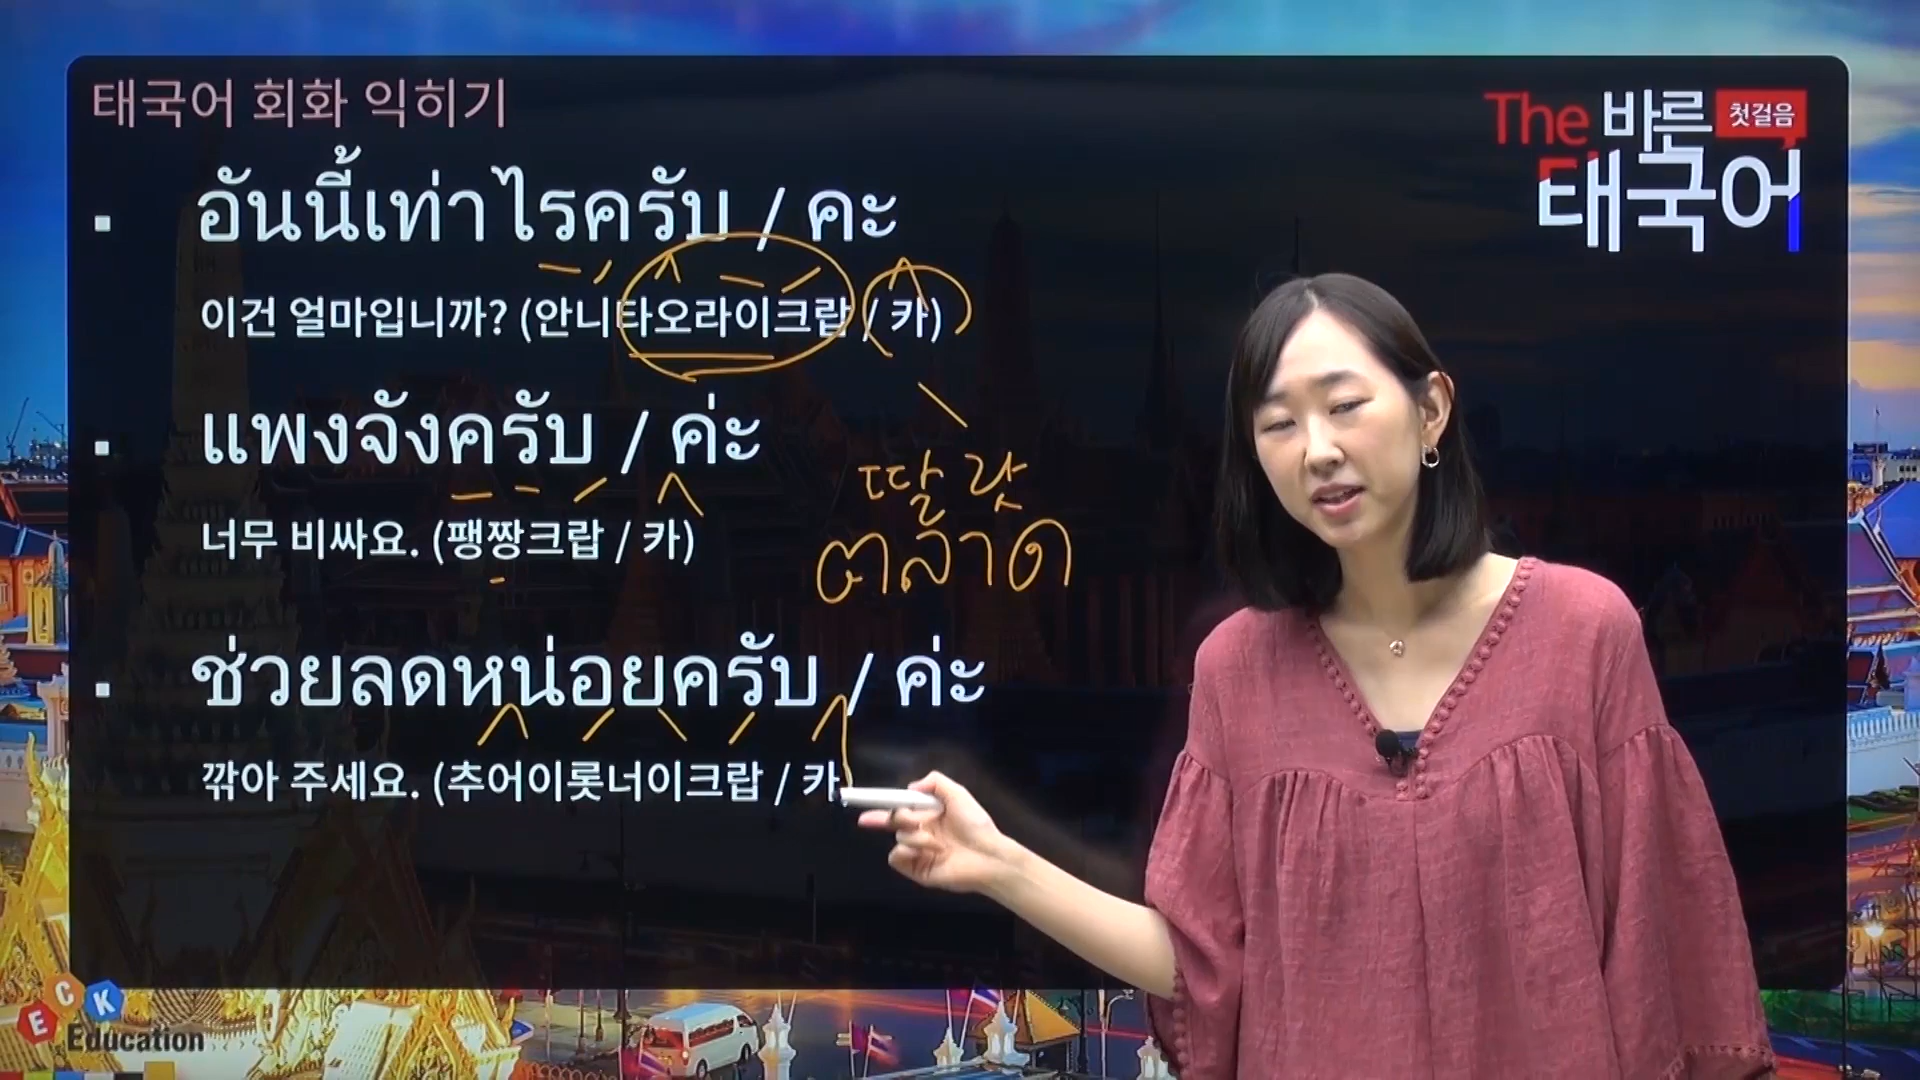 태국어 회화 익히기
The 바른 첫걸음
태국어
▪ อันนี้เท่าไรครับ / คะ
이건 얼마입니까? (안니타오라이크랍 / 카)
▪ แพงจังครับ / ค่ะ
너무 비싸요. (팽짱크랍 / 카)
딸랏
ตลาด
▪ ช่วยลดหน่อยครับ / ค่ะ
깎아 주세요. (추어이롯너이크랍 / 카
ECK
Education